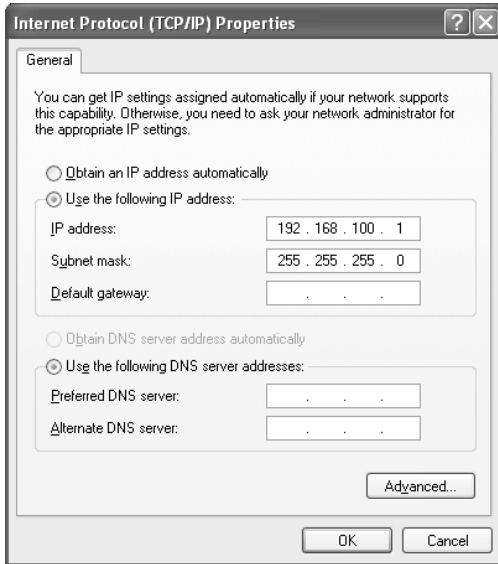 Internet Protocol (TCP/IP) Properties
General
You can get IP settings assigned automatically if your network supports
this capability. Otherwise, you need to ask your network administrator for
the appropriate IP settings.
Obtain an IP address automatically
Use the following IP address:
IP address: 192 . 168 . 100 . 1
Subnet mask: 255 . 255 . 255 . 0
Default gateway: . . .
Obtain DNS server address automatically
Use the following DNS server addresses:
Preferred DNS server: . . .
Alternate DNS server: . . .
Advanced...
OK Cancel